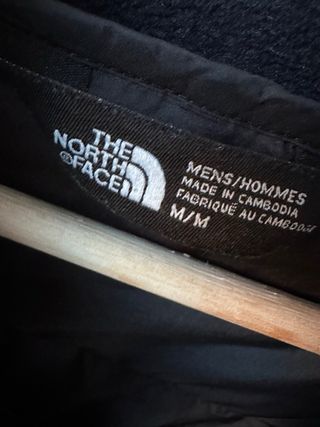 THE
NORTH
FACE
MENS/HOMMES
MADE IN CAMBODIA
FABRIQUÉ AU CAMBODGE
M/M